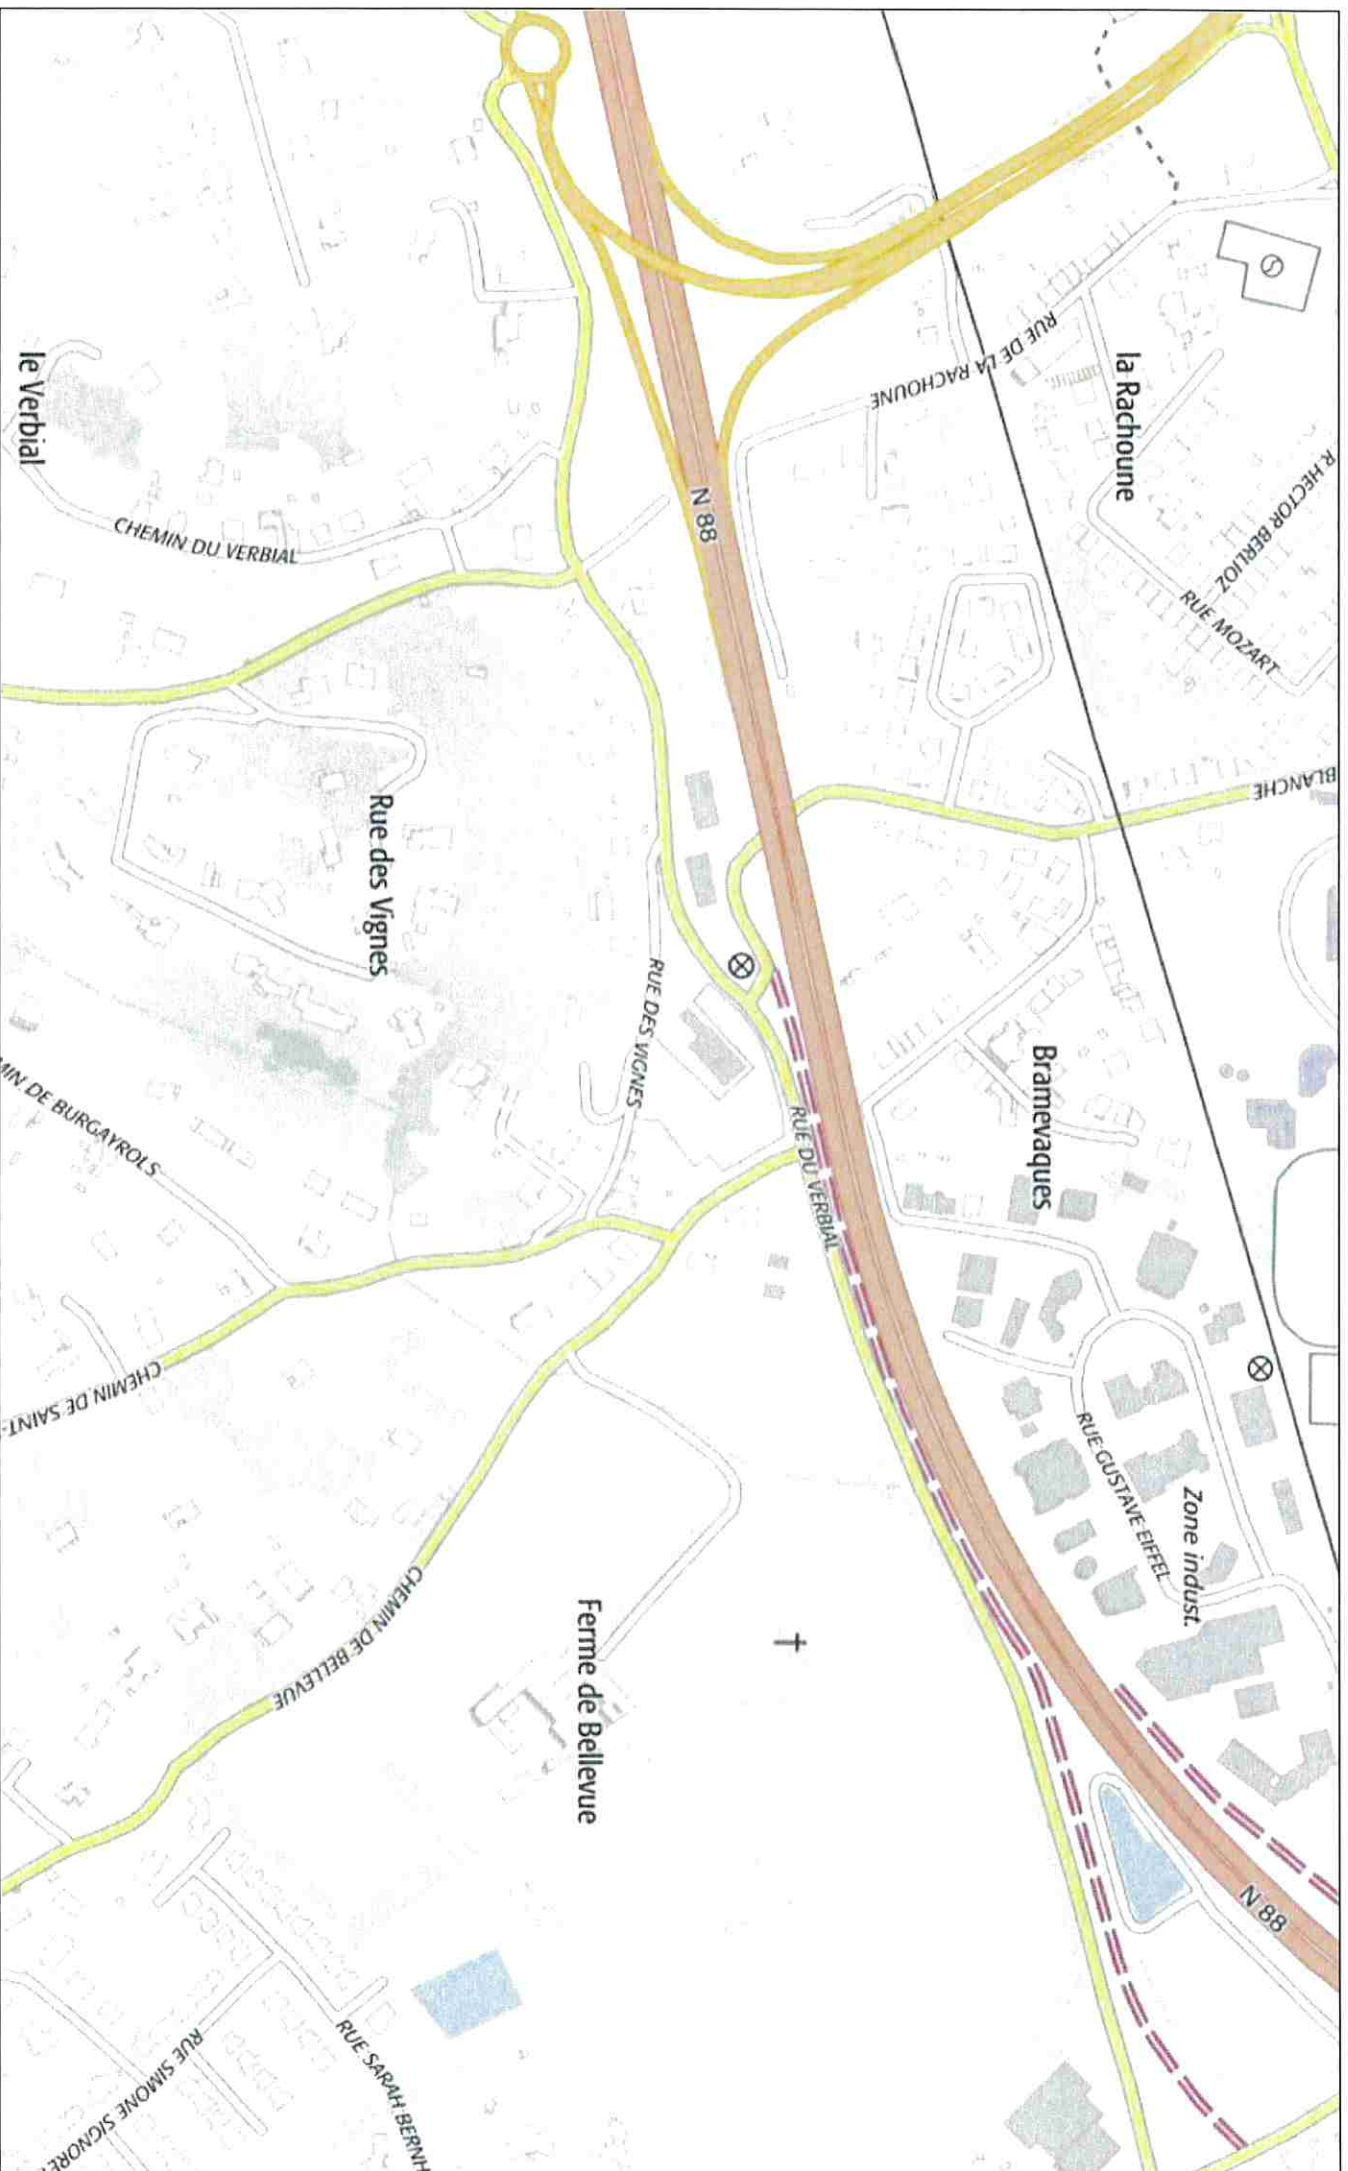 R HECTOR BERLIOZ
RUE MOZART
la Rachoune
RUE DE LA RACHOUNE
BLANCHE
N 88
le Verbial
CHEMIN DU VERBIAL
Rue des Vignes
RUE DES VIGNES
Bramevaques
RUE DU VERBIAL
RUE GUSTAVE EIFFEL
Zone indust.
MIN DE BURGAYROLS
CHEMIN DE SAINT-
CHEMIN DE BELLEVUE
Ferme de Bellevue
N 88
RUE SARAH BERNH
RUE SIMONE SIGNORE